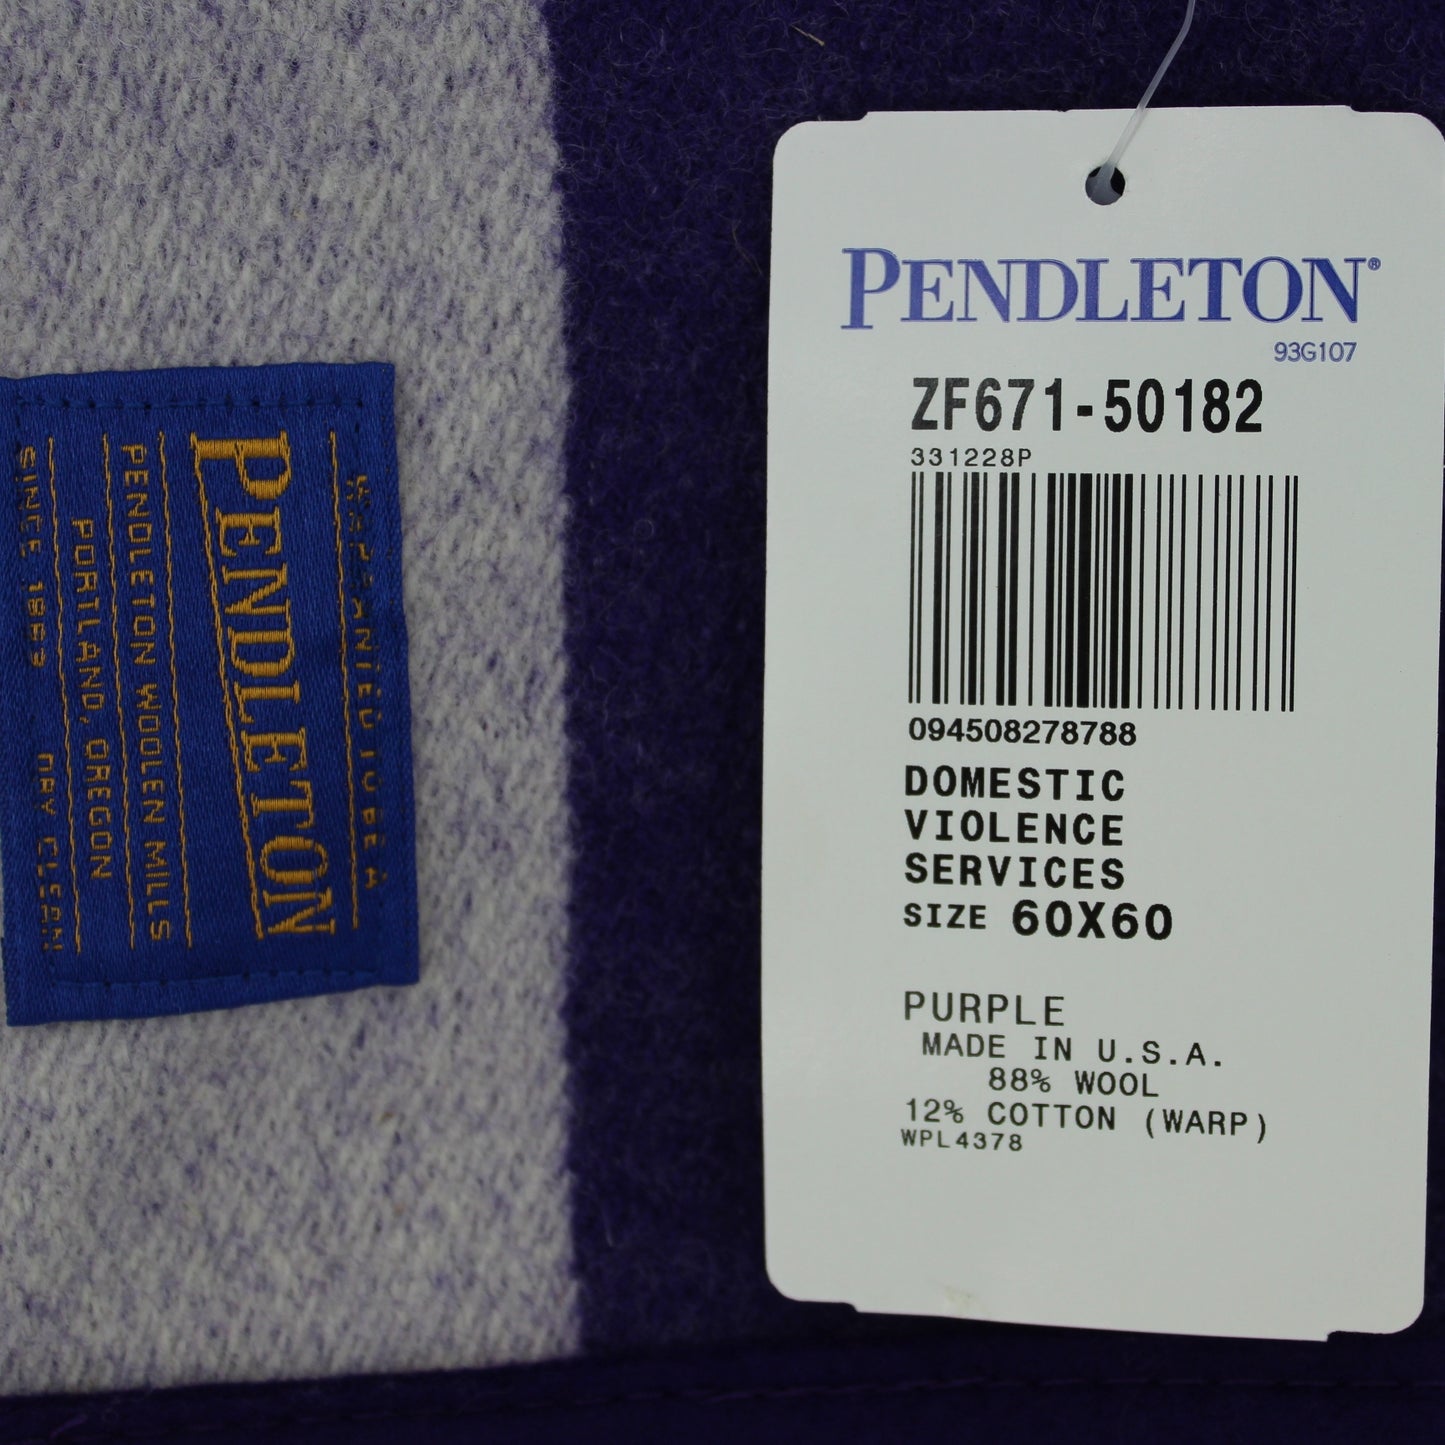 WARRANTED TO BE A
PENDLETON
PENDLETON WOOLEN MILLS
PORTLAND, OREGON
SINCE 1863 DRY CLEAN
PENDLETON®
93G107
ZF671-50182
331228P
094508278788
DOMESTIC
VIOLENCE
SERVICES
SIZE 60X60
PURPLE
MADE IN U.S.A.
88% WOOL
12% COTTON (WARP)
WPL4378